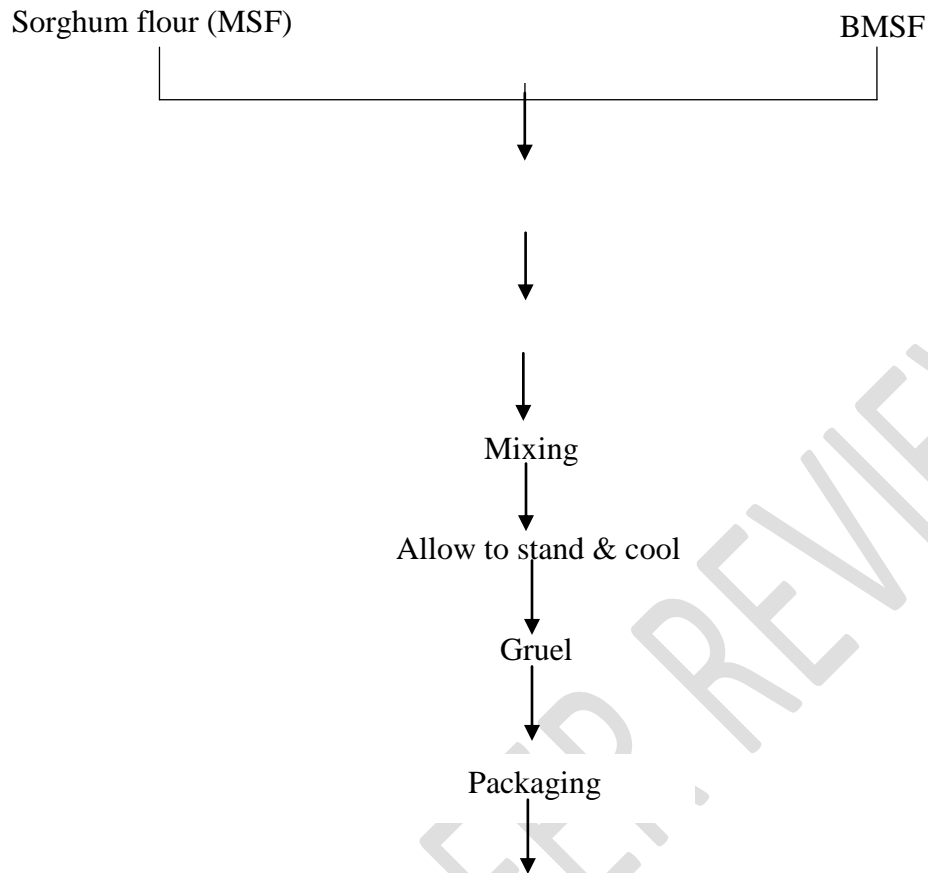 Sorghum flour (MSF)
BMSF
Mixing
Allow to stand & cool
Gruel
Packaging